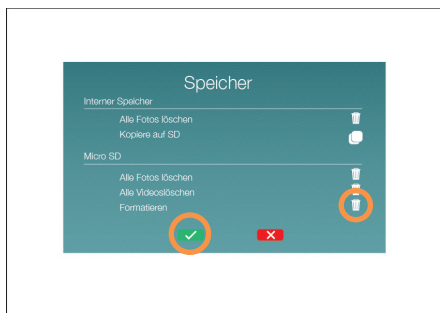 Speicher
Interner Speicher
Alle Fotos löschen
Kopiere auf SD
Micro SD
Alle Fotos löschen
Alle Videoslöschen
Formatieren